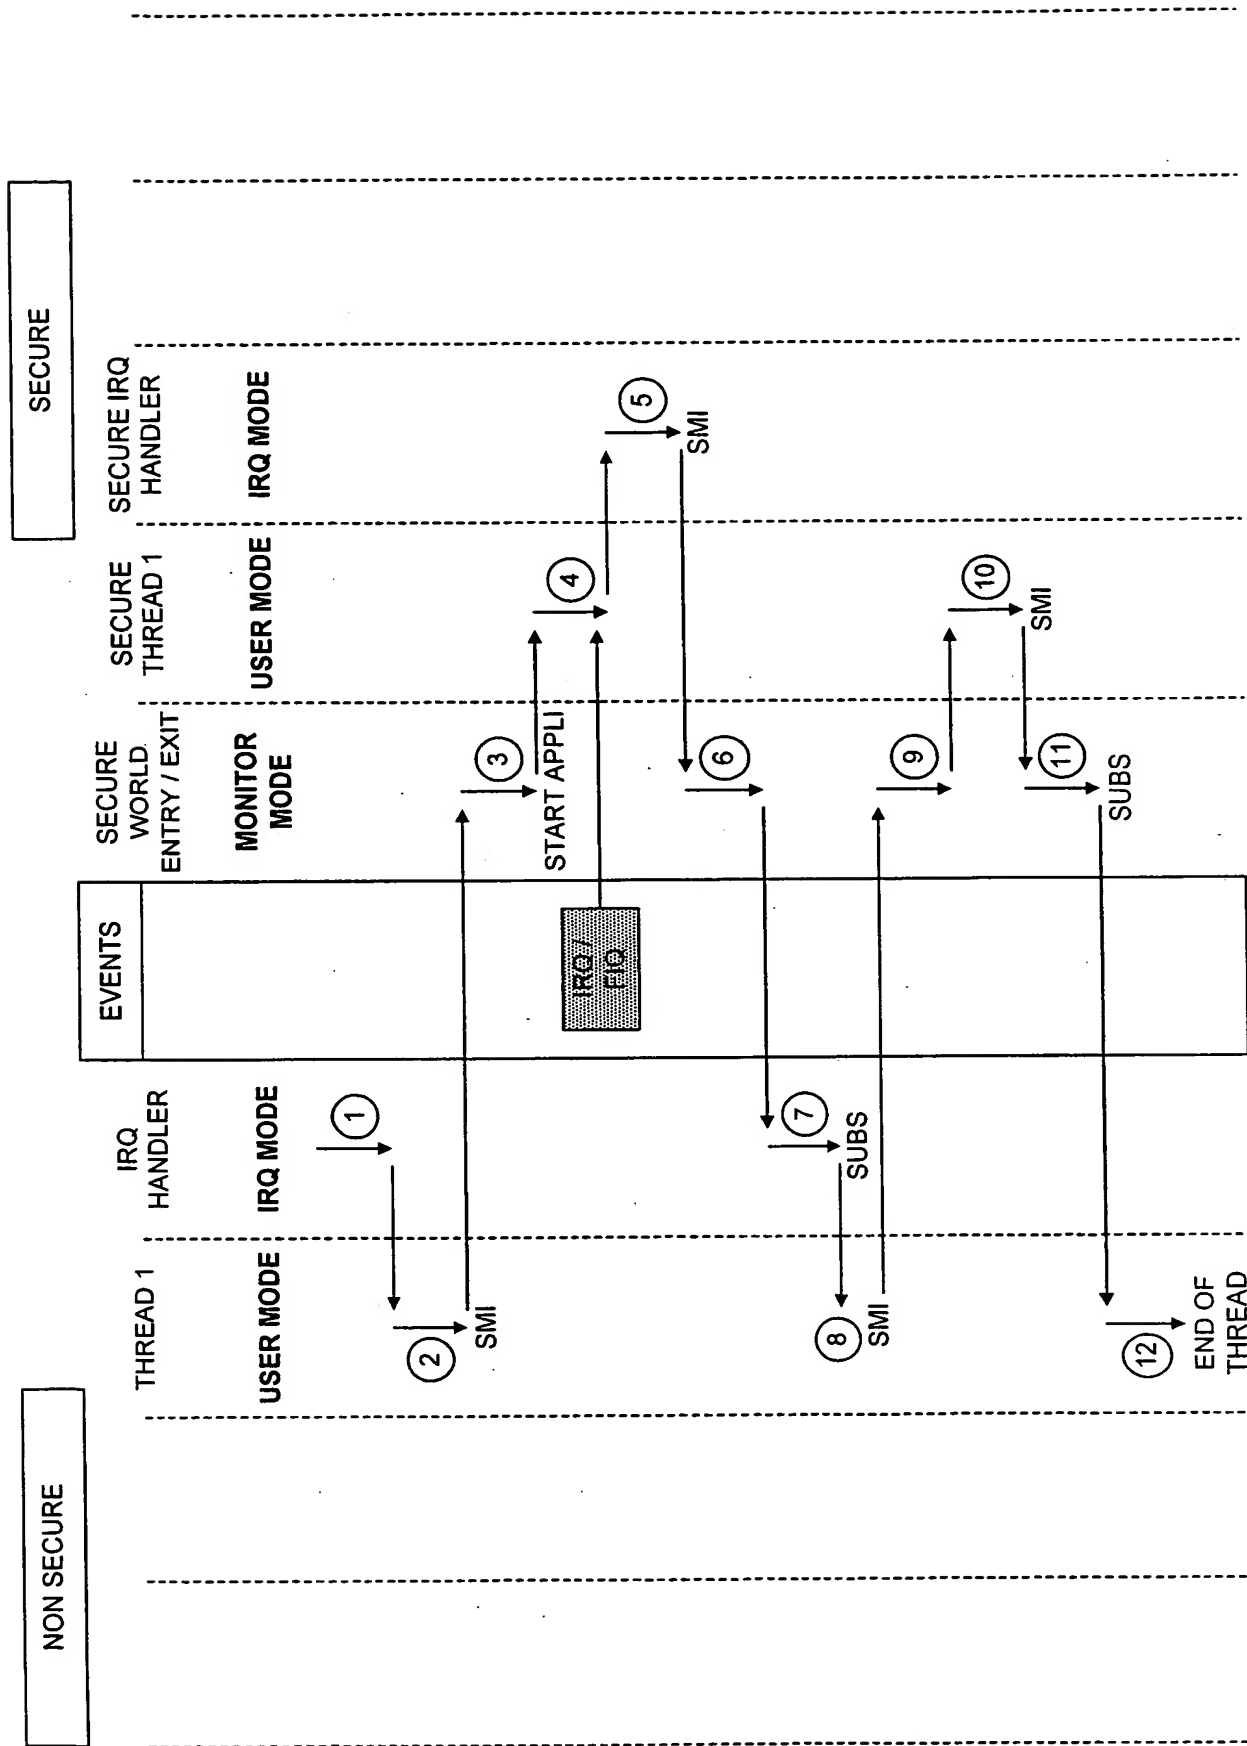 NON SECURE
SECURE
THREAD 1
IRQ
HANDLER
EVENTS
SECURE
WORLD
ENTRY / EXIT
SECURE
THREAD 1
SECURE IRQ
HANDLER
USER MODE
IRQ MODE
MONITOR
MODE
USER MODE
IRQ MODE
1
2
SMI
3
START APPLI
4
IRQ /
FIQ
5
SMI
6
7
SUBS
8
SMI
9
10
SMI
11
SUBS
12
END OF
THREAD